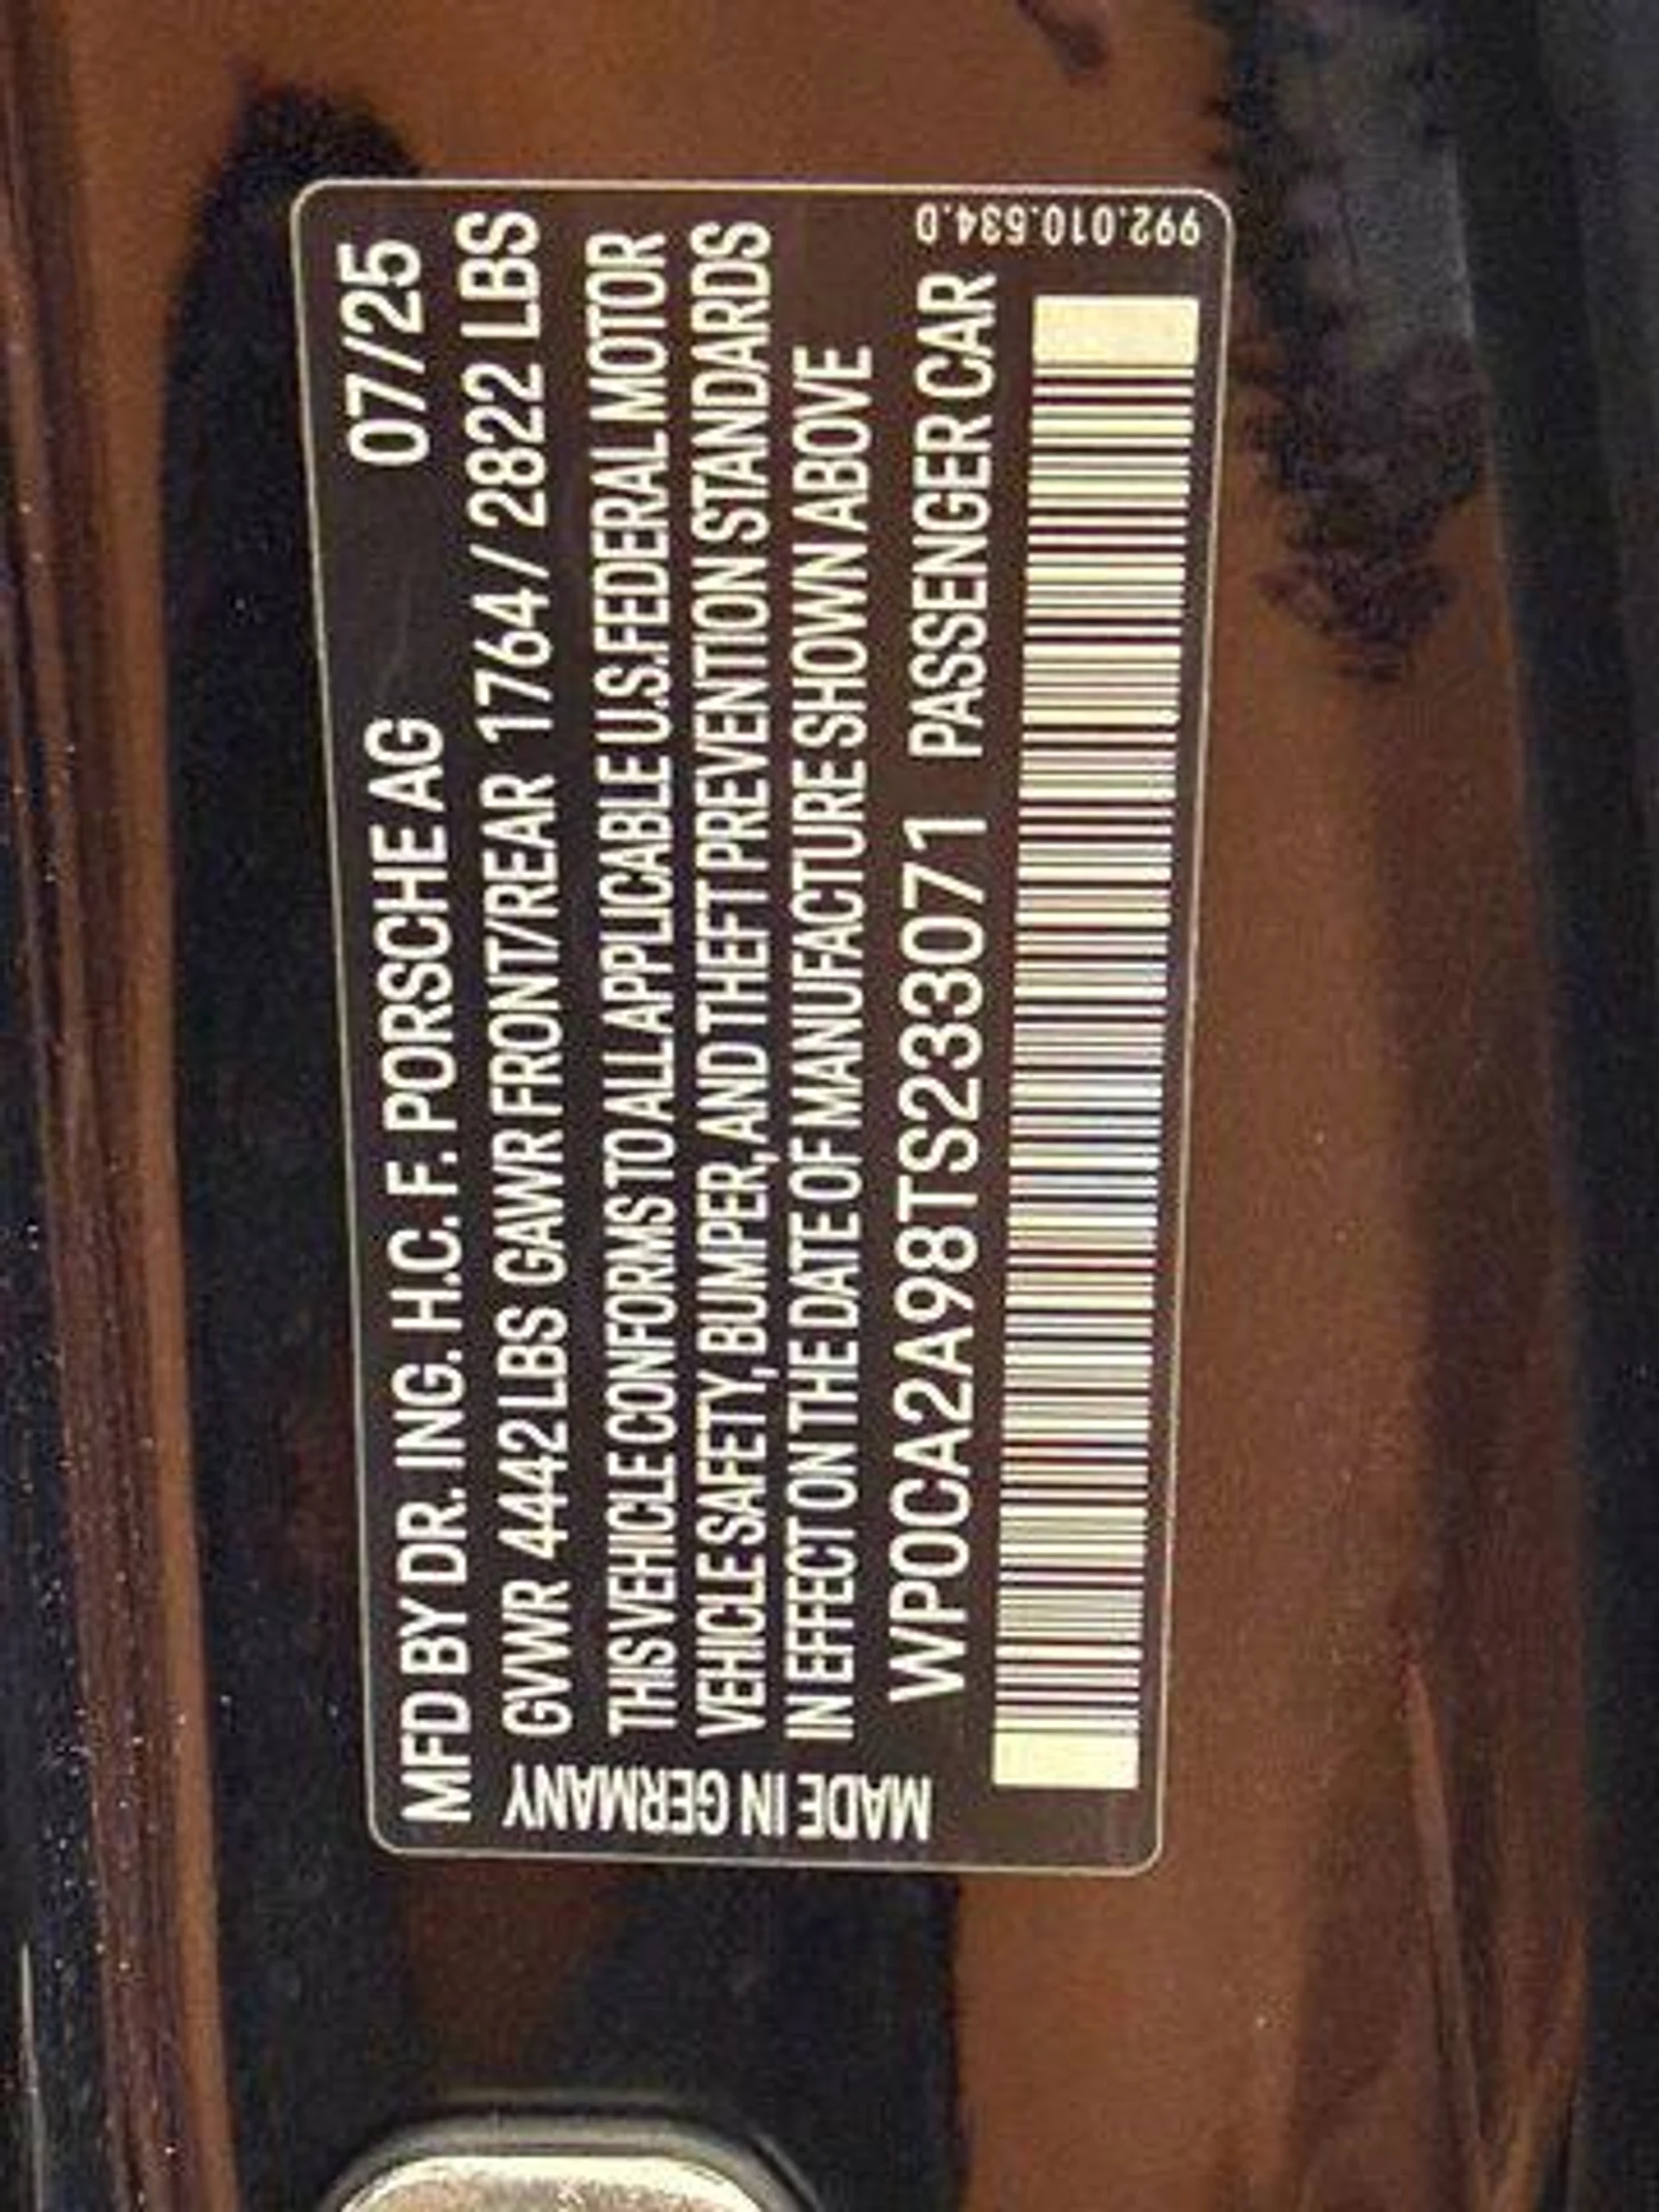 MFD BY DR. ING. H.C. F. PORSCHE AG 07/25
GVWR 4442 LBS GAWR FRONT/REAR 1764 / 2822 LBS
THIS VEHICLE CONFORMS TO ALL APPLICABLE U.S. FEDERAL MOTOR
VEHICLE SAFETY, BUMPER, AND THEFT PREVENTION STANDARDS
IN EFFECT ON THE DATE OF MANUFACTURE SHOWN ABOVE
WP0CA2A98TS233071 PASSENGER CAR
MADE IN GERMANY
992.010.534.D